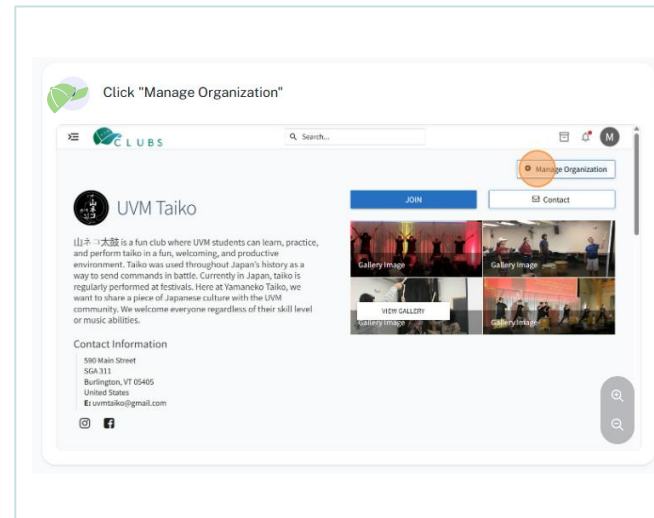 Click "Manage Organization"
CLUBS
Search...
M
Manage Organization
UVM Taiko
JOIN
Contact
山ネコ太鼓 is a fun club where UVM students can learn, practice,
and perform taiko in a fun, welcoming, and productive
environment. Taiko was used throughout Japan's history as a
way to send commands in battle. Currently in Japan, taiko is
regularly performed at festivals. Here at Yamaneko Taiko, we
want to share a piece of Japanese culture with the UVM
community. We welcome everyone regardless of their skill level
or music abilities.
Gallery Image
Gallery Image
VIEW GALLERY
Gallery Image
Gallery Image
Contact Information
590 Main Street
SGA 311
Burlington, VT 05405
United States
E: uvmtaiko@gmail.com